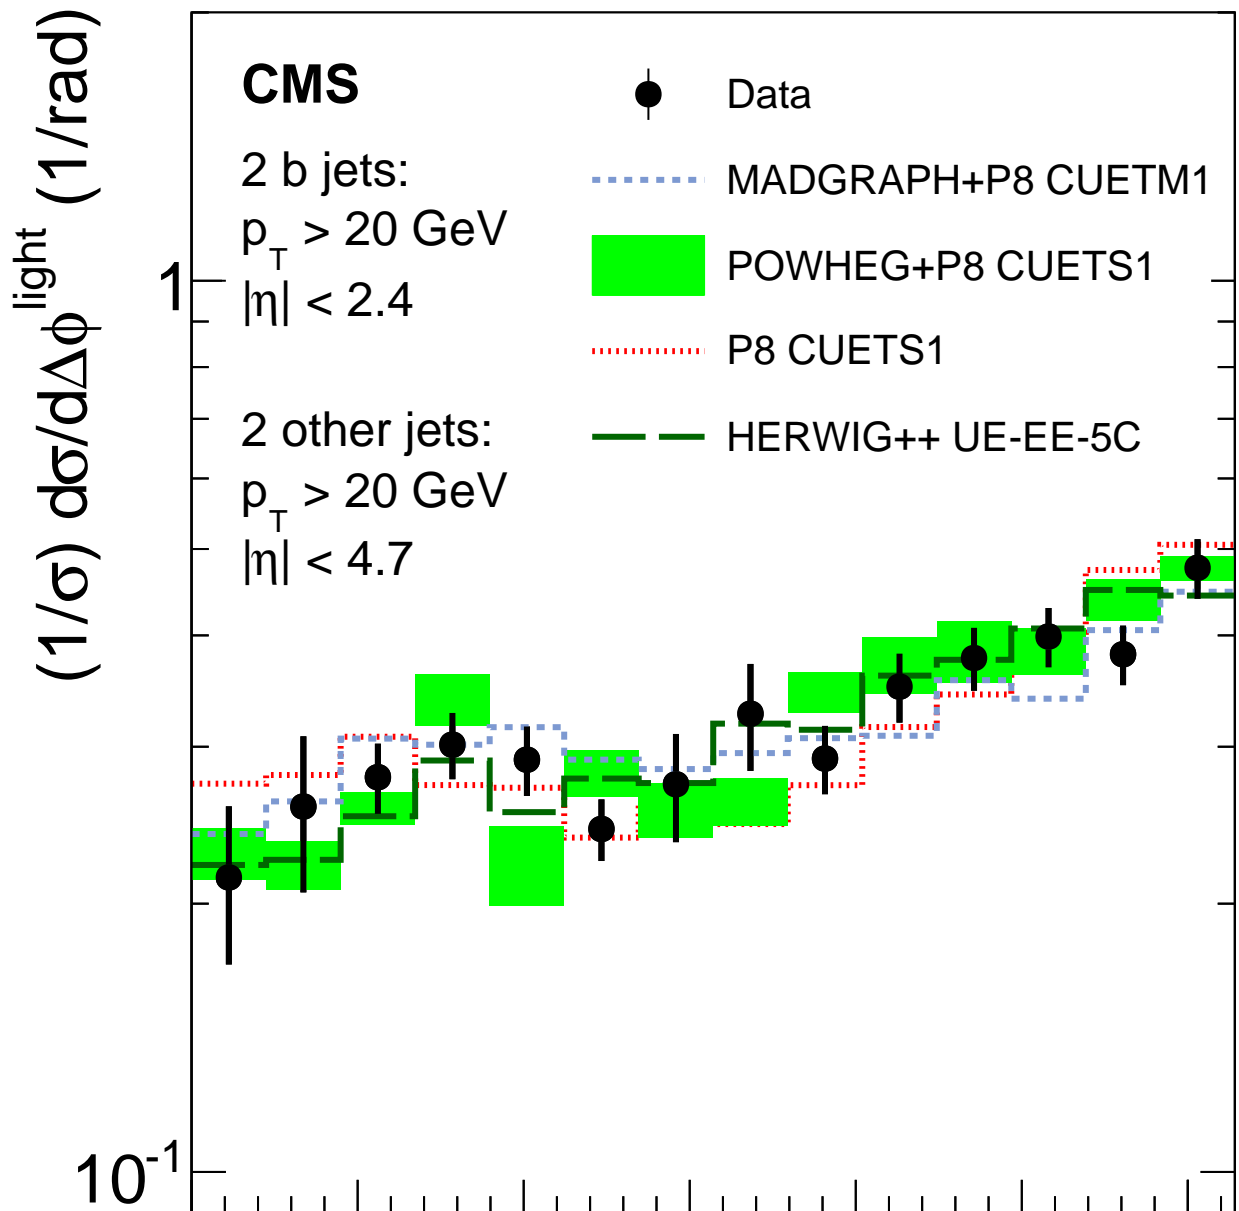 (1/σ) dσ/dΔϕ^light (1/rad)
CMS
2 b jets:
p_T > 20 GeV
|η| < 2.4
2 other jets:
p_T > 20 GeV
|η| < 4.7
Data
MADGRAPH+P8 CUETM1
POWHEG+P8 CUETS1
P8 CUETS1
HERWIG++ UE-EE-5C
1
10^-1